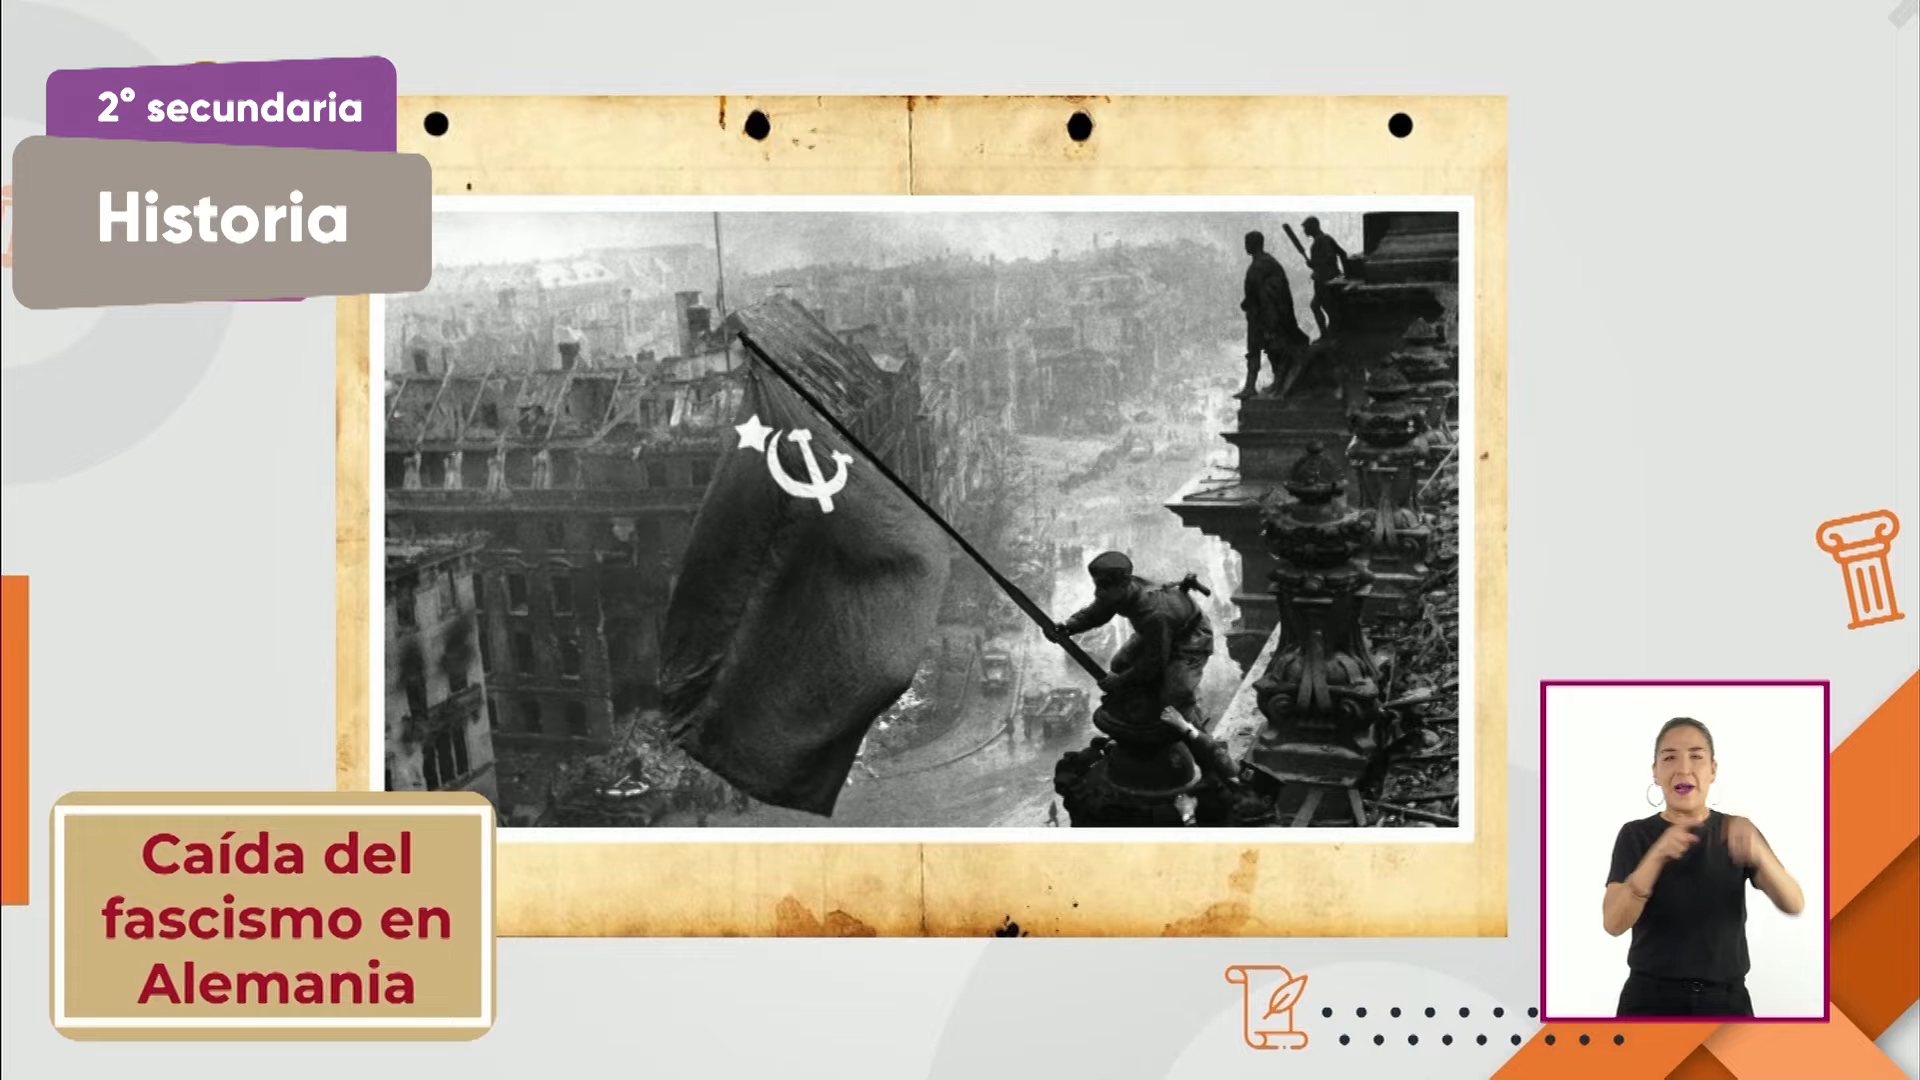 2° secundaria
Historia
Caída del
fascismo en
Alemania